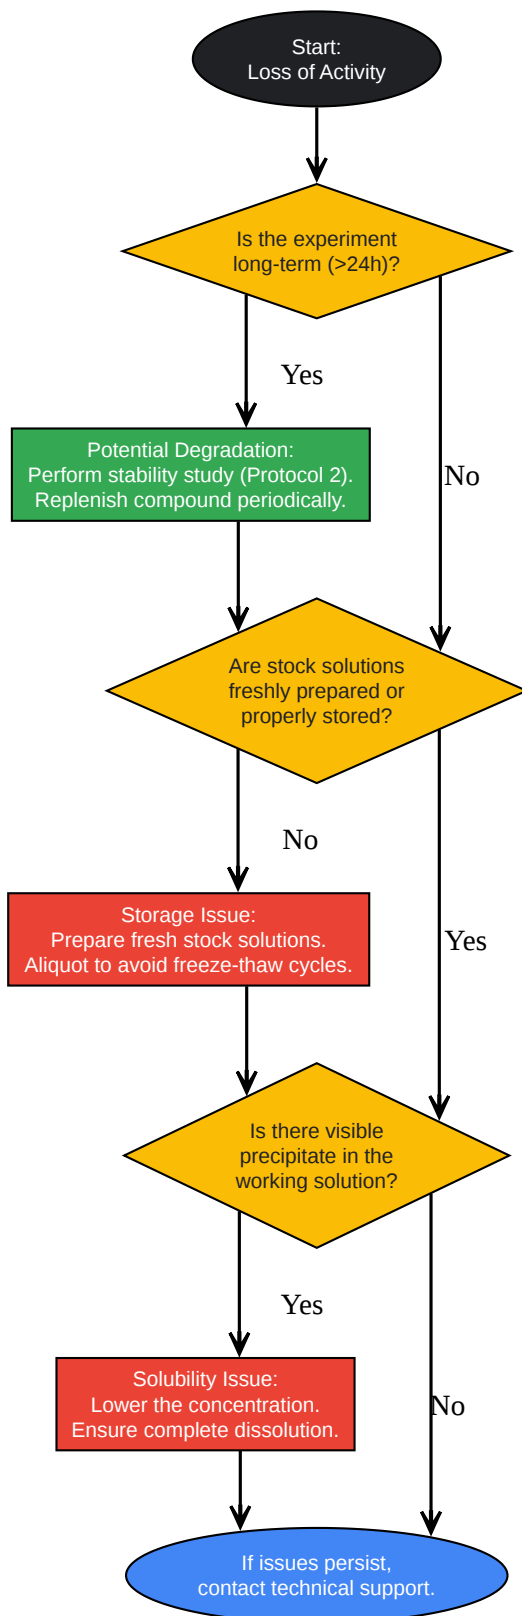 Start:
Loss of Activity
Is the experiment
long-term (>24h)?
Yes
Potential Degradation:
Perform stability study (Protocol 2).
Replenish compound periodically.
No
Are stock solutions
freshly prepared or
properly stored?
No
Storage Issue:
Prepare fresh stock solutions.
Aliquot to avoid freeze-thaw cycles.
Yes
Is there visible
precipitate in the
working solution?
Yes
Solubility Issue:
Lower the concentration.
Ensure complete dissolution.
No
If issues persist,
contact technical support.